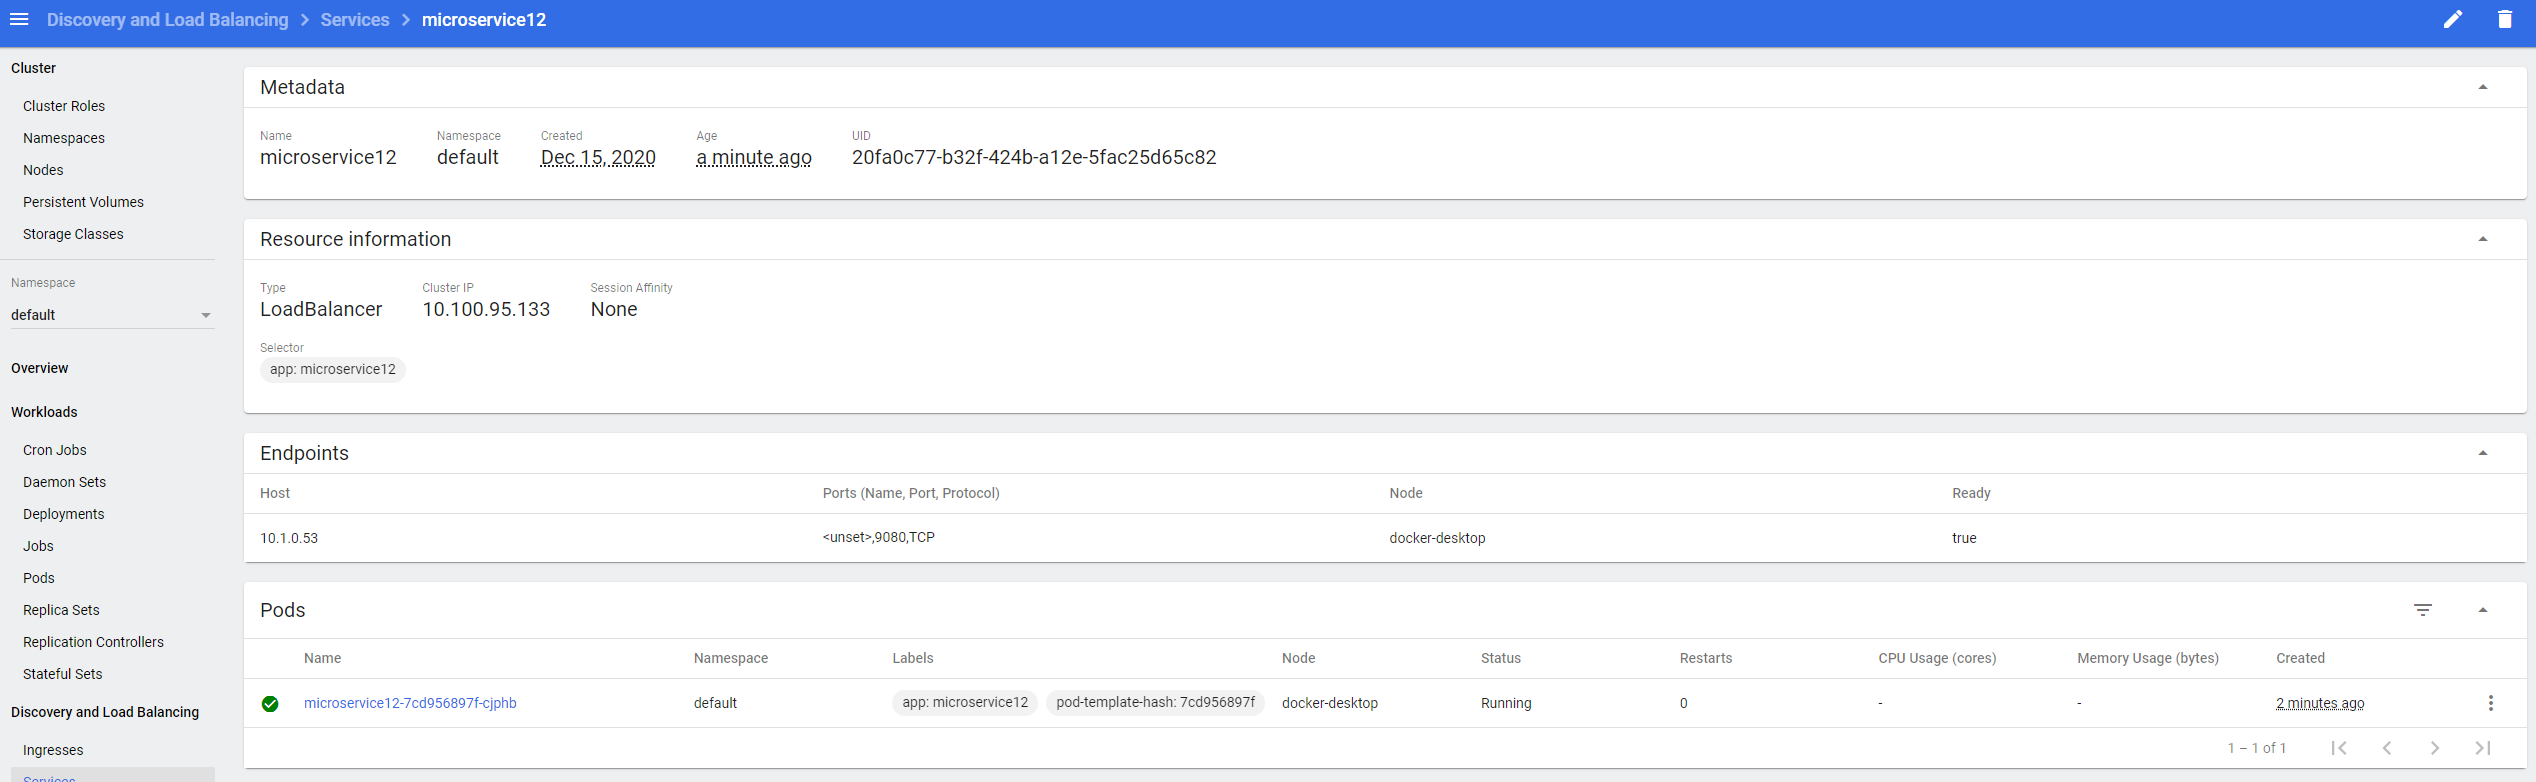 Discovery and Load Balancing > Services > microservice12
Cluster
Cluster Roles
Namespaces
Nodes
Persistent Volumes
Storage Classes
Namespace
default
Overview
Workloads
Cron Jobs
Daemon Sets
Deployments
Jobs
Pods
Replica Sets
Replication Controllers
Stateful Sets
Discovery and Load Balancing
Ingresses
Services
Metadata
Name Namespace Created Age UID
microservice12 default Dec 15, 2020 a minute ago 20fa0c77-b32f-424b-a12e-5fac25d65c82
Resource information
Type Cluster IP Session Affinity
LoadBalancer 10.100.95.133 None
Selector
app: microservice12
Endpoints
Host Ports (Name, Port, Protocol) Node Ready
10.1.0.53 <unset>,9080,TCP docker-desktop true
Pods
Name Namespace Labels Node Status Restarts CPU Usage (cores) Memory Usage (bytes) Created
microservice12-7cd956897f-cjphb default app: microservice12 pod-template-hash: 7cd956897f docker-desktop Running 0 - - 2 minutes ago
1 – 1 of 1